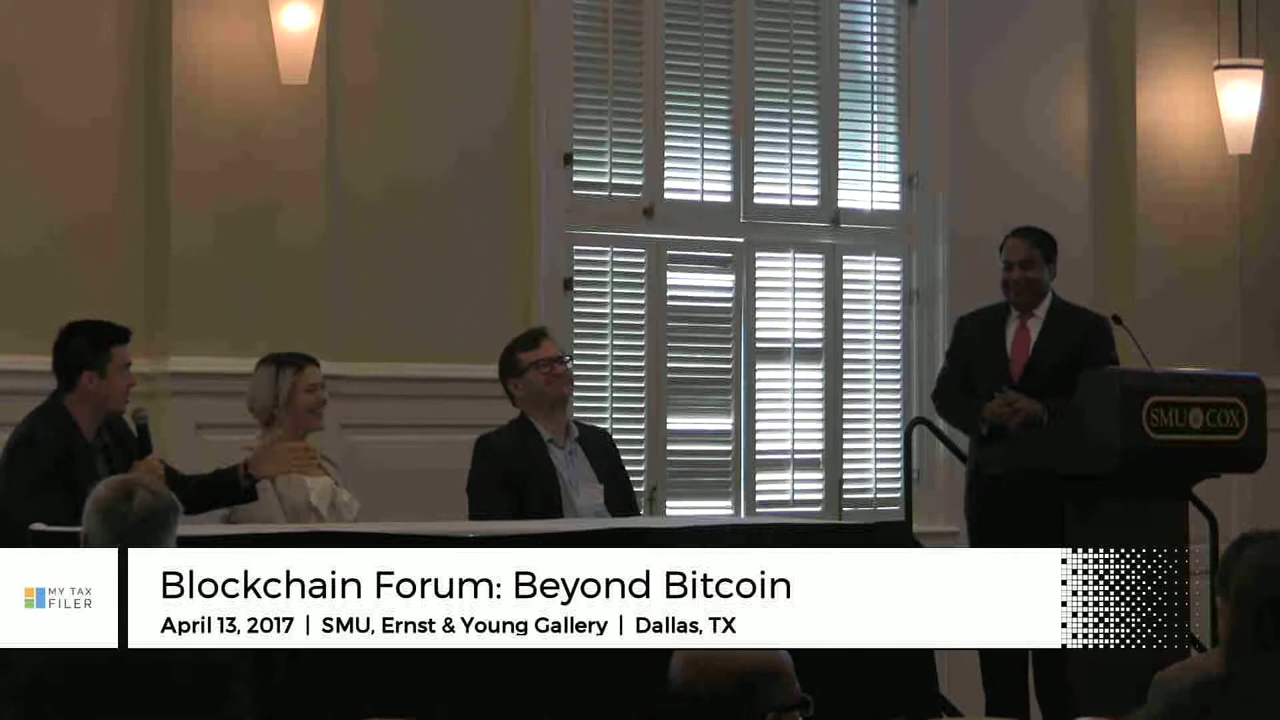 SMU COX
MY TAX
FILER
Blockchain Forum: Beyond Bitcoin
April 13, 2017 | SMU, Ernst & Young Gallery | Dallas, TX